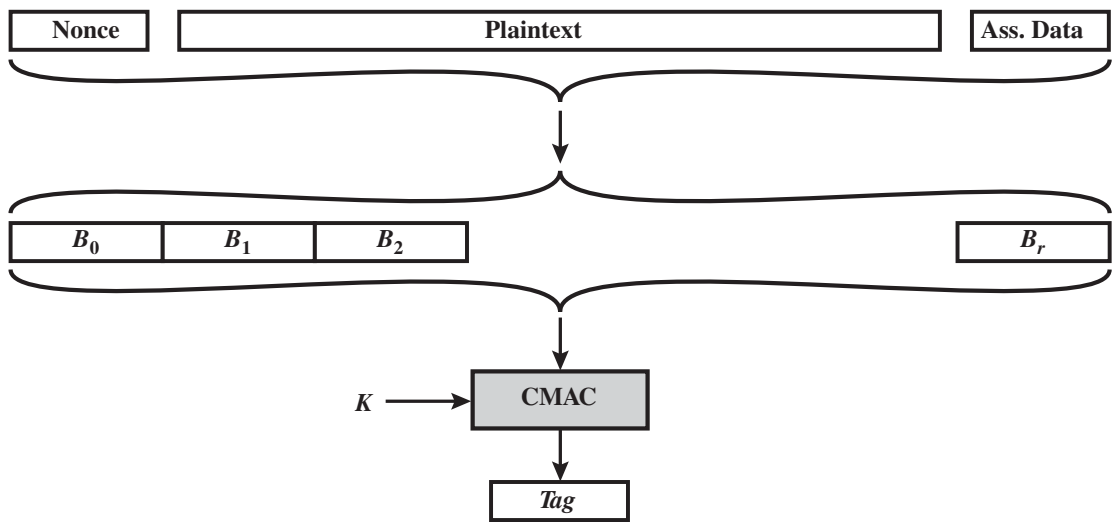 Nonce Plaintext Ass. Data
B₀ B₁ B₂ Bᵣ
K CMAC
Tag